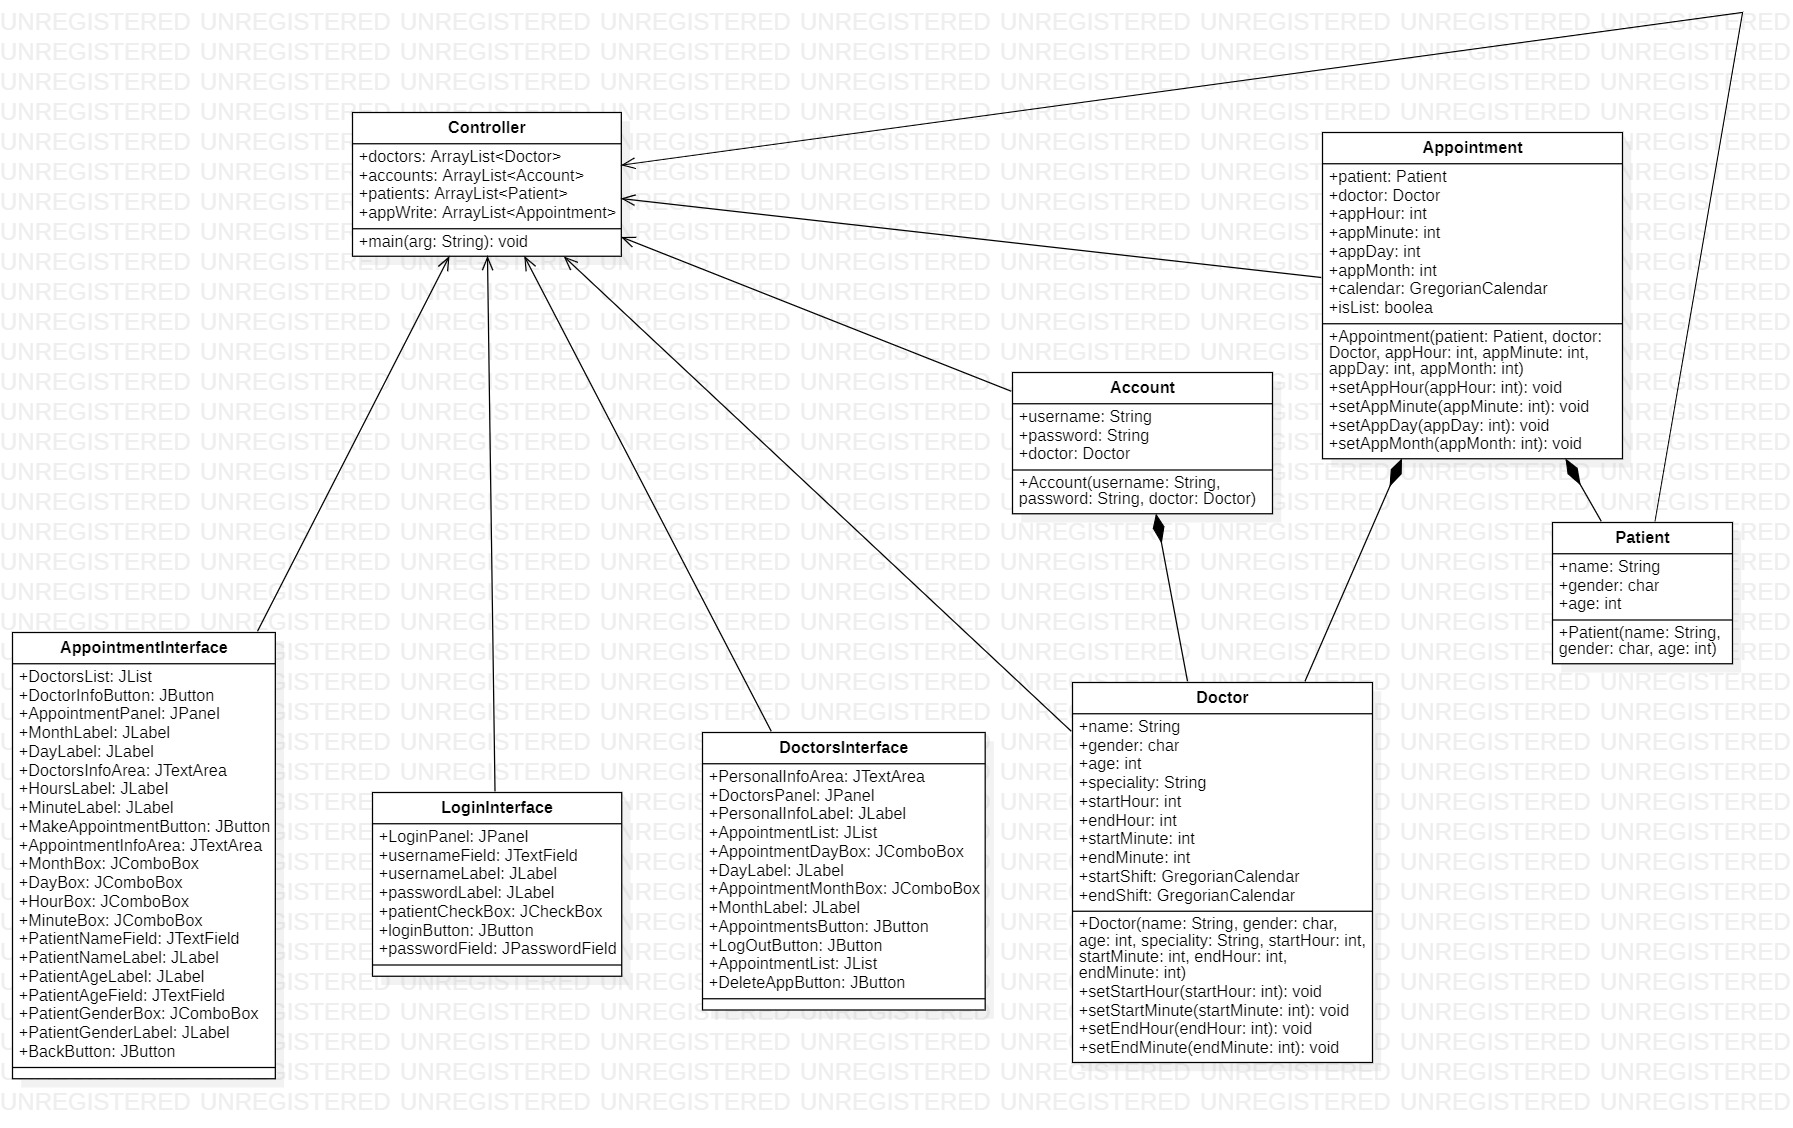 Controller
+doctors: ArrayList<Doctor>
+accounts: ArrayList<Account>
+patients: ArrayList<Patient>
+appWrite: ArrayList<Appointment>
+main(arg: String): void
Appointment
+patient: Patient
+doctor: Doctor
+appHour: int
+appMinute: int
+appDay: int
+appMonth: int
+calendar: GregorianCalendar
+isList: boolea
+Appointment(patient: Patient, doctor:
Doctor, appHour: int, appMinute: int,
appDay: int, appMonth: int)
+setAppHour(appHour: int): void
+setAppMinute(appMinute: int): void
+setAppDay(appDay: int): void
+setAppMonth(appMonth: int): void
Account
+username: String
+password: String
+doctor: Doctor
+Account(username: String,
password: String, doctor: Doctor)
Patient
+name: String
+gender: char
+age: int
+Patient(name: String,
gender: char, age: int)
AppointmentInterface
+DoctorsList: JList
+DoctorInfoButton: JButton
+AppointmentPanel: JPanel
+MonthLabel: JLabel
+DayLabel: JLabel
+DoctorsInfoArea: JTextArea
+HoursLabel: JLabel
+MinuteLabel: JLabel
+MakeAppointmentButton: JButton
+AppointmentInfoArea: JTextArea
+MonthBox: JComboBox
+DayBox: JComboBox
+HourBox: JComboBox
+MinuteBox: JComboBox
+PatientNameField: JTextField
+PatientNameLabel: JLabel
+PatientAgeLabel: JLabel
+PatientAgeField: JTextField
+PatientGenderBox: JComboBox
+PatientGenderLabel: JLabel
+BackButton: JButton
LoginInterface
+LoginPanel: JPanel
+usernameField: JTextField
+usernameLabel: JLabel
+passwordLabel: JLabel
+patientCheckBox: JCheckBox
+loginButton: JButton
+passwordField: JPasswordField
DoctorsInterface
+PersonalInfoArea: JTextArea
+DoctorsPanel: JPanel
+PersonalInfoLabel: JLabel
+AppointmentList: JList
+AppointmentDayBox: JComboBox
+DayLabel: JLabel
+AppointmentMonthBox: JComboBox
+MonthLabel: JLabel
+AppointmentsButton: JButton
+LogOutButton: JButton
+AppointmentList: JList
+DeleteAppButton: JButton
Doctor
+name: String
+gender: char
+age: int
+speciality: String
+startHour: int
+endHour: int
+startMinute: int
+endMinute: int
+startShift: GregorianCalendar
+endShift: GregorianCalendar
+Doctor(name: String, gender: char,
age: int, speciality: String, startHour: int,
startMinute: int, endHour: int,
endMinute: int)
+setStartHour(startHour: int): void
+setStartMinute(startMinute: int): void
+setEndHour(endHour: int): void
+setEndMinute(endMinute: int): void
UNREGISTERED